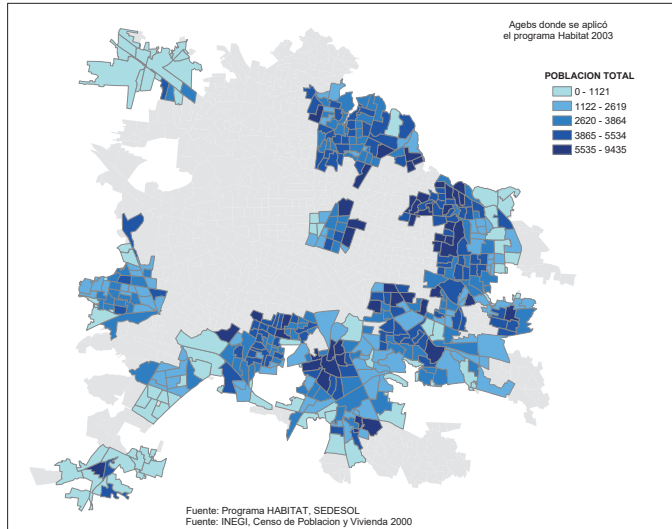 Agebs donde se aplicó
el programa Habitat 2003
POBLACION TOTAL
0 - 1121
1122 - 2619
2620 - 3864
3865 - 5534
5535 - 9435
Fuente: Programa HABITAT, SEDESOL
Fuente: INEGI, Censo de Poblacion y Vivienda 2000